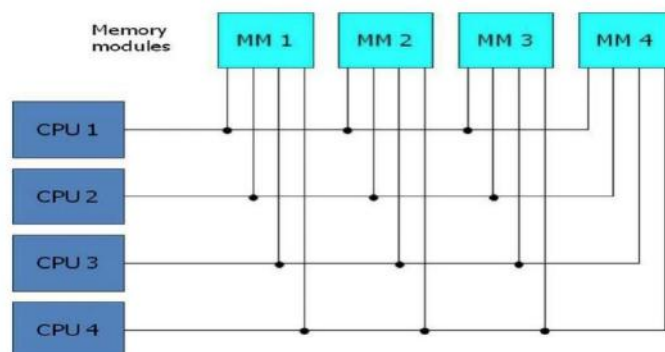 Memory
modules
MM 1
MM 2
MM 3
MM 4
CPU 1
CPU 2
CPU 3
CPU 4